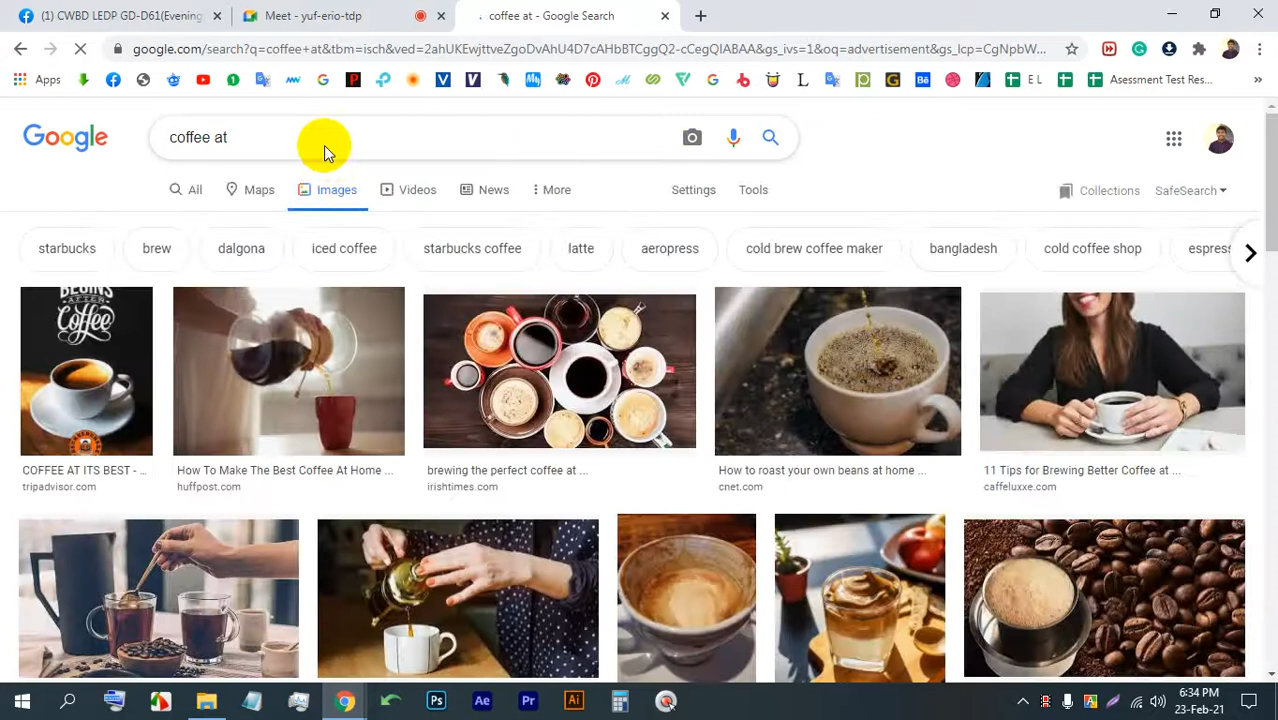 (1) CWBD LEDP GD-D61(Evening
Meet - yuf-erio-tdp
coffee at - Google Search
google.com/search?q=coffee+at&tbm=isch&ved=2ahUKEwjttveZgoDvAhU4D7cAHbBTCggQ2-cCegQIABAA&gs_ivs=1&oq=advertisement&gs_lcp=CgNpbW...
Apps
E L
Asessment Test Res...
Google
coffee at
All
Maps
Images
Videos
News
More
Settings
Tools
Collections
SafeSearch
starbucks
brew
dalgona
iced coffee
starbucks coffee
latte
aeropress
cold brew coffee maker
bangladesh
cold coffee shop
espress
BEGINS
AFTER
Coffee
COFFEE AT ITS BEST - ...
How To Make The Best Coffee At Home ...
brewing the perfect coffee at ...
How to roast your own beans at home ...
11 Tips for Brewing Better Coffee at ...
tripadvisor.com
huffpost.com
irishtimes.com
cnet.com
caffeluxxe.com
6:34 PM
23-Feb-21